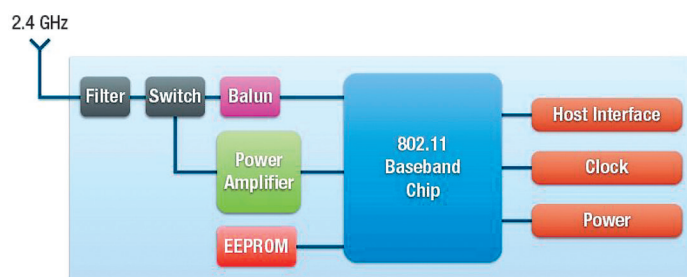 2.4 GHz
Filter
Switch
Balun
Power
Amplifier
EEPROM
802.11
Baseband
Chip
Host Interface
Clock
Power